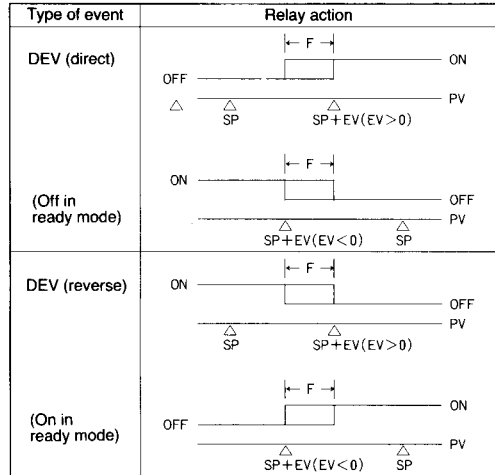 Type of event Relay action
DEV (direct)
F
OFF ON
PV
SP SP+EV(EV>0)
(Off in
ready mode)
F
ON OFF
PV
SP+EV(EV<0) SP
DEV (reverse)
F
ON OFF
PV
SP SP+EV(EV>0)
(On in
ready mode)
F
OFF ON
PV
SP+EV(EV<0) SP